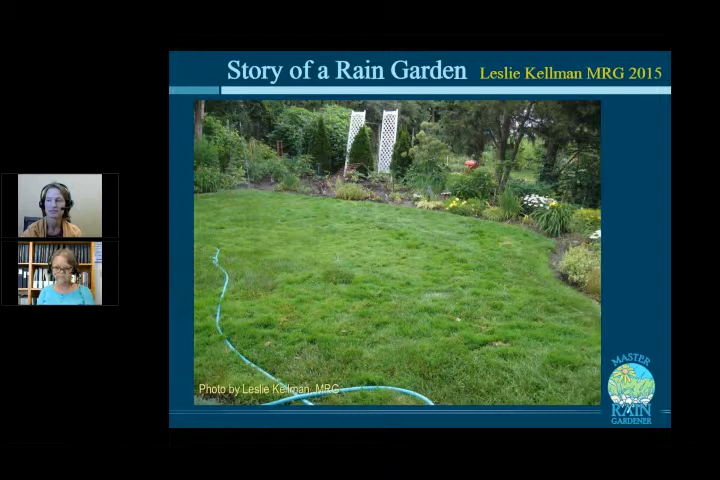 Story of a Rain Garden Leslie Kellman MRG 2015
Photo by Leslie Kellman, MRG
MASTER
RAIN
GARDENER